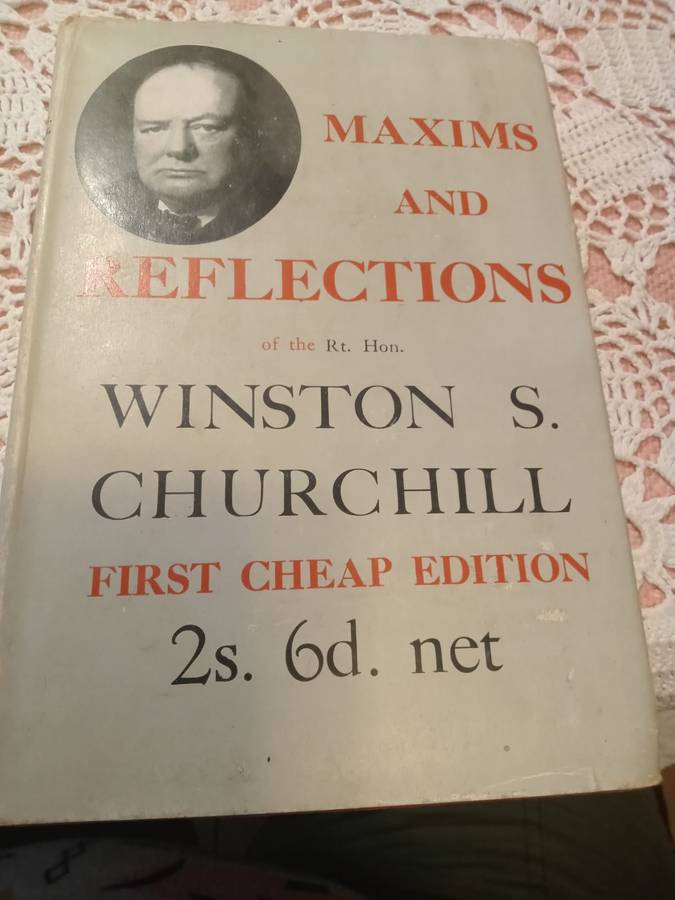 MAXIMS
AND
REFLECTIONS
of the Rt. Hon.
WINSTON S.
CHURCHILL
FIRST CHEAP EDITION
2s. 6d. net